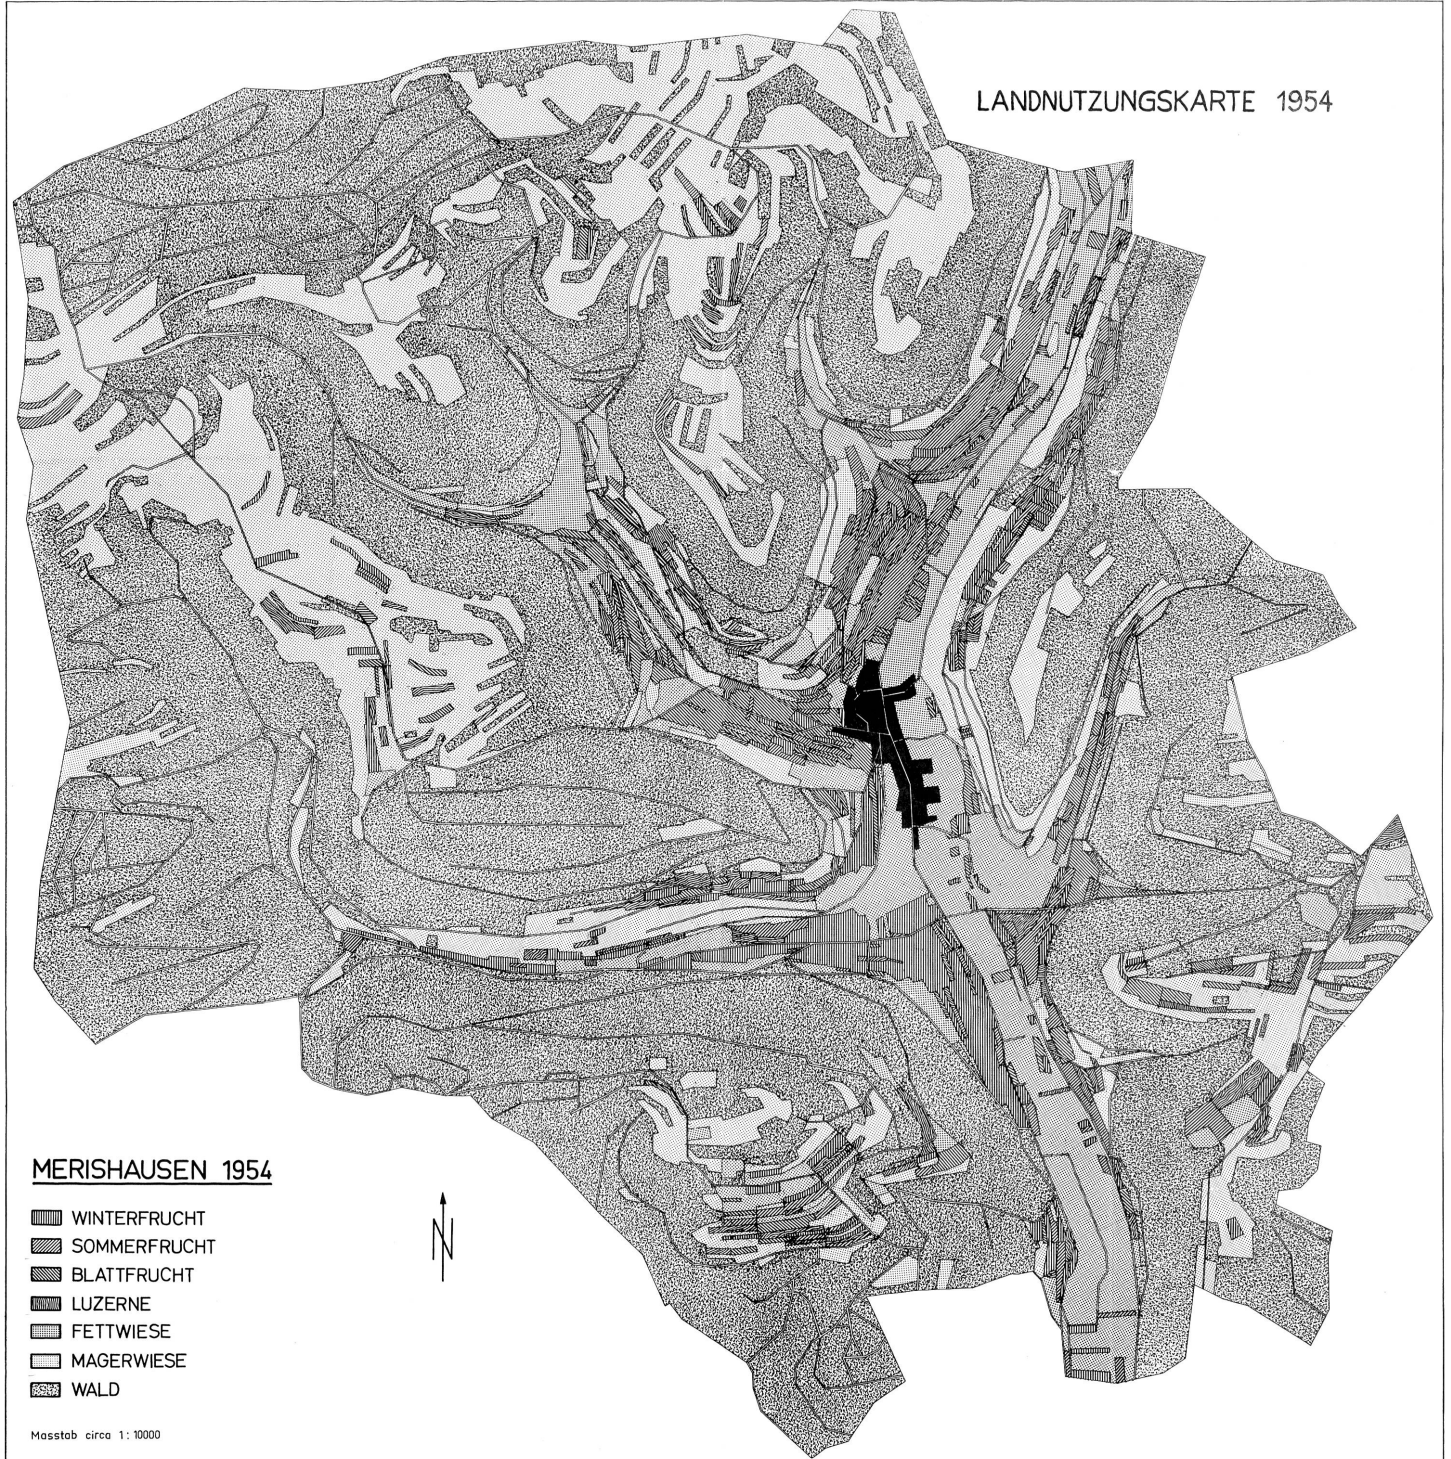 LANDNUTZUNGSKARTE 1954
MERISHAUSEN 1954
WINTERFRUCHT
SOMMERFRUCHT
BLATTFRUCHT
LUZERNE
FETTWIESE
MAGERWIESE
WALD
N
Masstab circa 1:10000